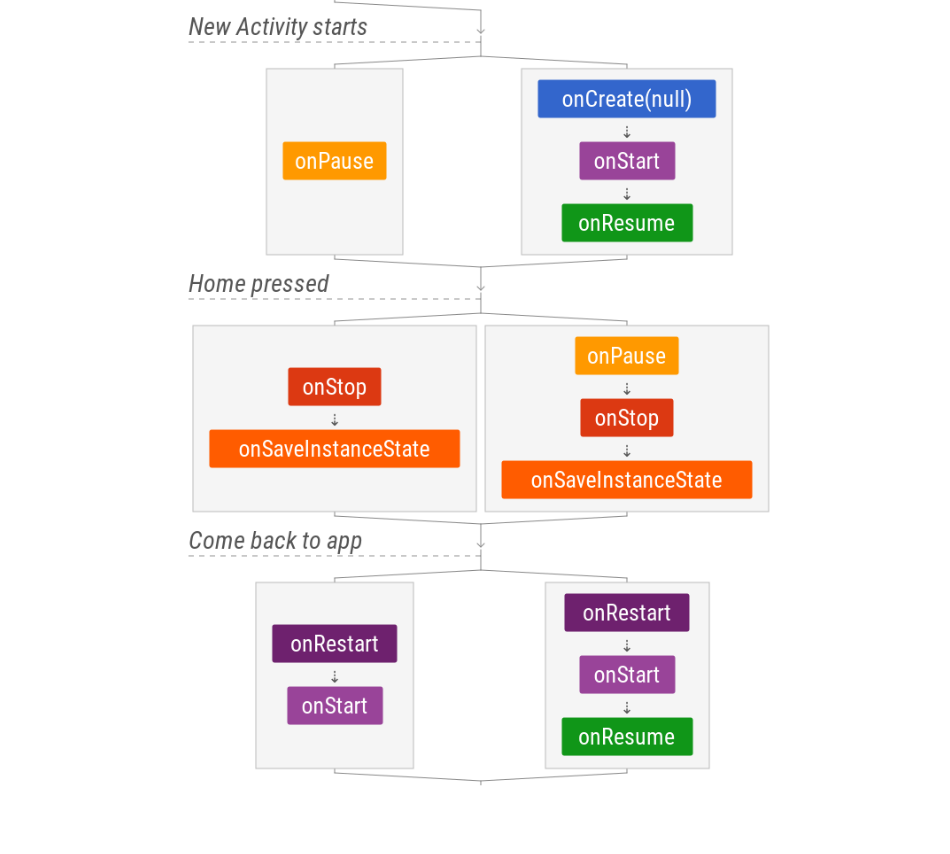 New Activity starts
onPause
onCreate(null)
onStart
onResume
Home pressed
onStop
onSaveInstanceState
onPause
onStop
onSaveInstanceState
Come back to app
onRestart
onStart
onRestart
onStart
onResume